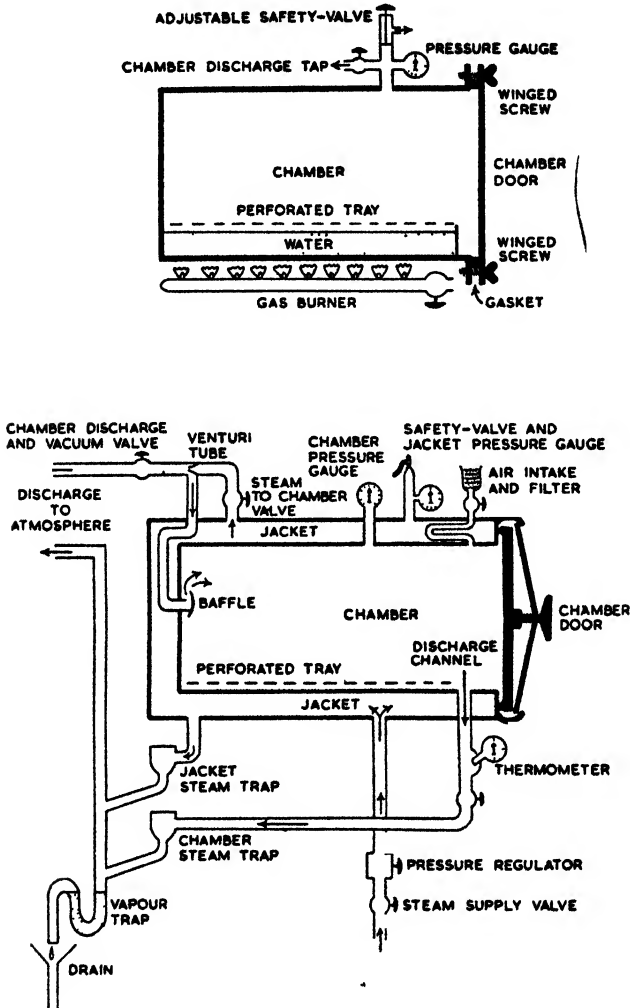 ADJUSTABLE SAFETY-VALVE
PRESSURE GAUGE
CHAMBER DISCHARGE TAP
WINGED
SCREW
CHAMBER
CHAMBER
DOOR
PERFORATED TRAY
WATER
WINGED
SCREW
GAS BURNER
GASKET
CHAMBER DISCHARGE
AND VACUUM VALVE
VENTURI
TUBE
CHAMBER
PRESSURE
GAUGE
SAFETY-VALVE AND
JACKET PRESSURE GAUGE
AIR INTAKE
AND FILTER
STEAM
TO CHAMBER
VALVE
DISCHARGE
TO
ATMOSPHERE
JACKET
BAFFLE
CHAMBER
CHAMBER
DOOR
DISCHARGE
CHANNEL
PERFORATED TRAY
JACKET
THERMOMETER
JACKET
STEAM TRAP
CHAMBER
STEAM TRAP
PRESSURE REGULATOR
VAPOUR
TRAP
STEAM SUPPLY VALVE
DRAIN